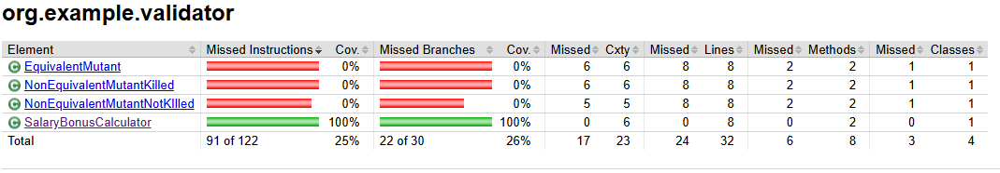 org.example.validator
Element Missed Instructions Cov. Missed Branches Cov. Missed Cxty Missed Lines Missed Methods Missed Classes
C EquivalentMutant 0% 0% 6 6 8 8 2 2 1 1
C NonEquivalentMutantKilled 0% 0% 6 6 8 8 2 2 1 1
C NonEquivalentMutantNotKIlled 0% 0% 5 5 8 8 2 2 1 1
C SalaryBonusCalculator 100% 100% 0 6 0 8 0 2 0 1
Total 91 of 122 25% 22 of 30 26% 17 23 24 32 6 8 3 4